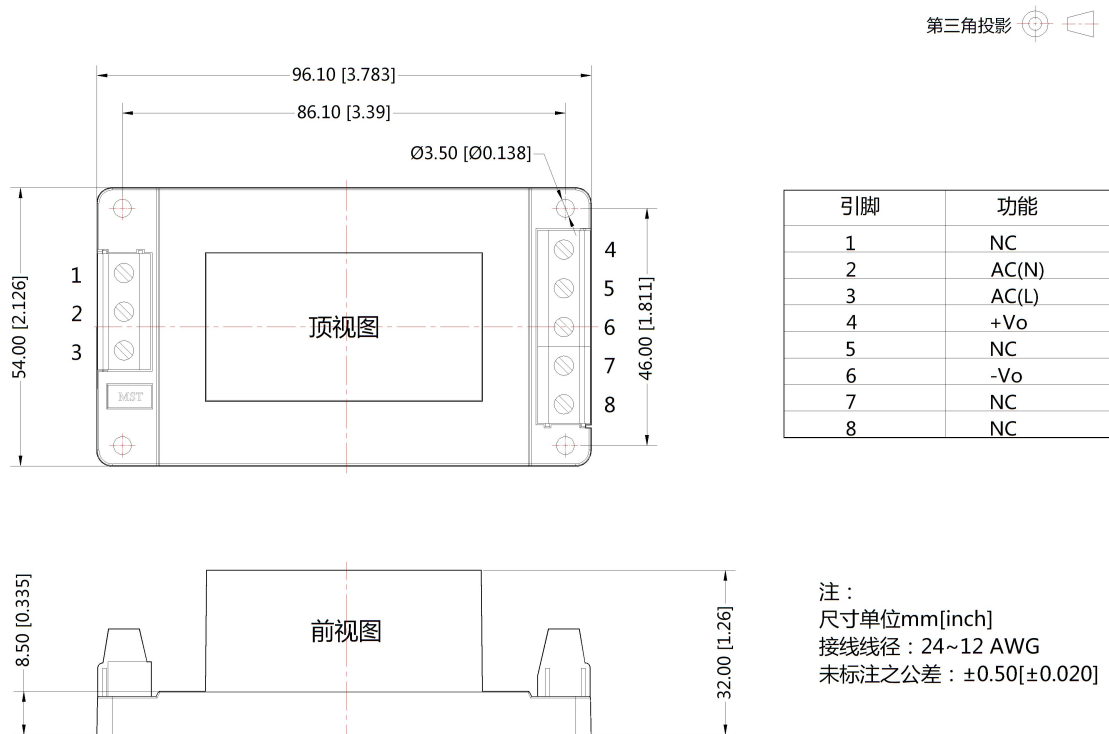 第三角投影
96.10 [3.783]
86.10 [3.39]
Ø3.50 [Ø0.138]
54.00 [2.126]
46.00 [1.811]
1
2
3
4
5
6
7
8
顶视图
MST
引脚 功能
1 NC
2 AC(N)
3 AC(L)
4 +Vo
5 NC
6 -Vo
7 NC
8 NC
8.50 [0.335]
前视图
32.00 [1.26]
注：
尺寸单位mm[inch]
接线线径：24~12 AWG
未标注之公差：±0.50[±0.020]